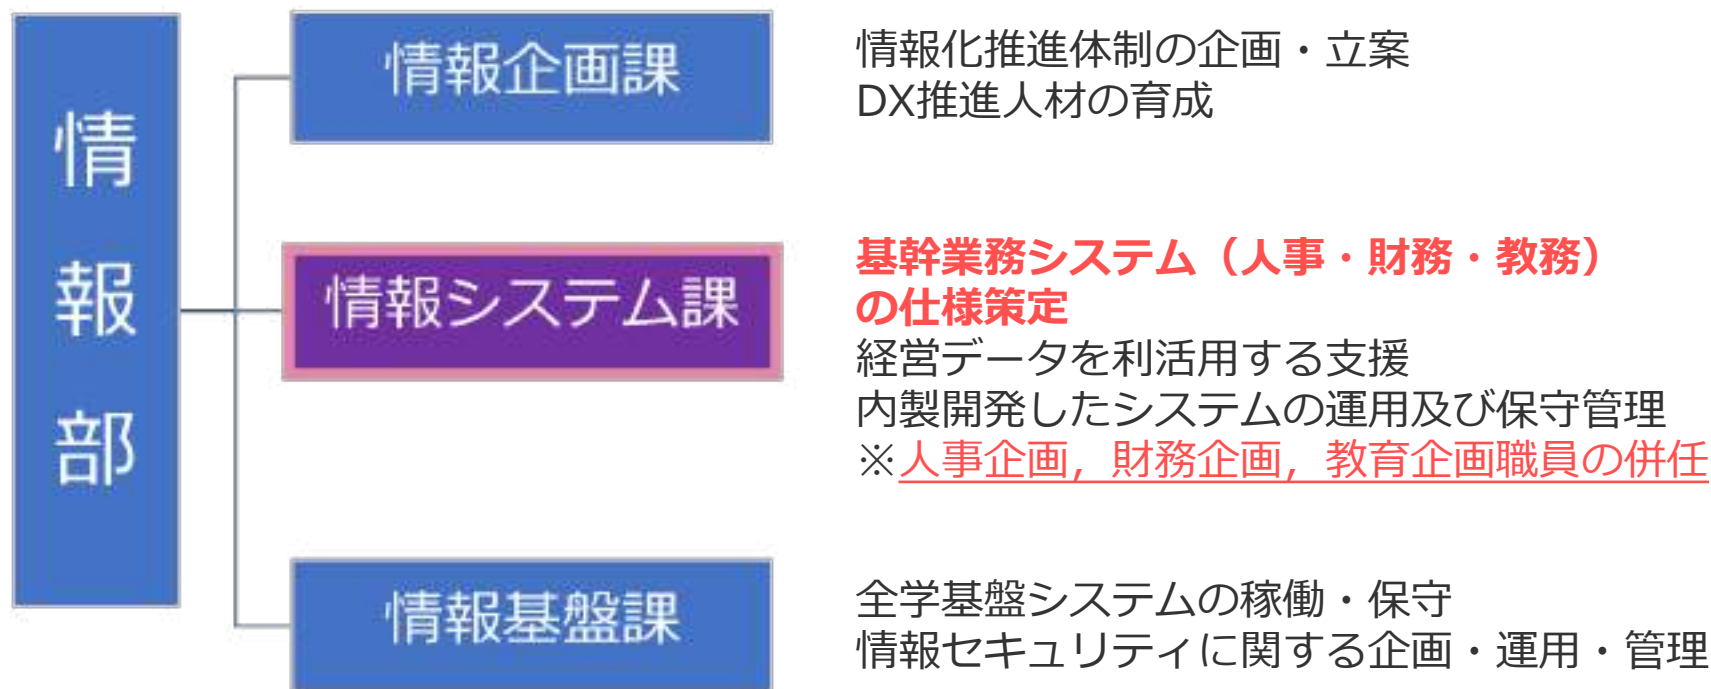 情報部
情報企画課
情報化推進体制の企画・立案
DX推進人材の育成
情報システム課
基幹業務システム（人事・財務・教務）
の仕様策定
経営データを利活用する支援
内製開発したシステムの運用及び保守管理
※人事企画，財務企画，教育企画職員の併任
情報基盤課
全学基盤システムの稼働・保守
情報セキュリティに関する企画・運用・管理